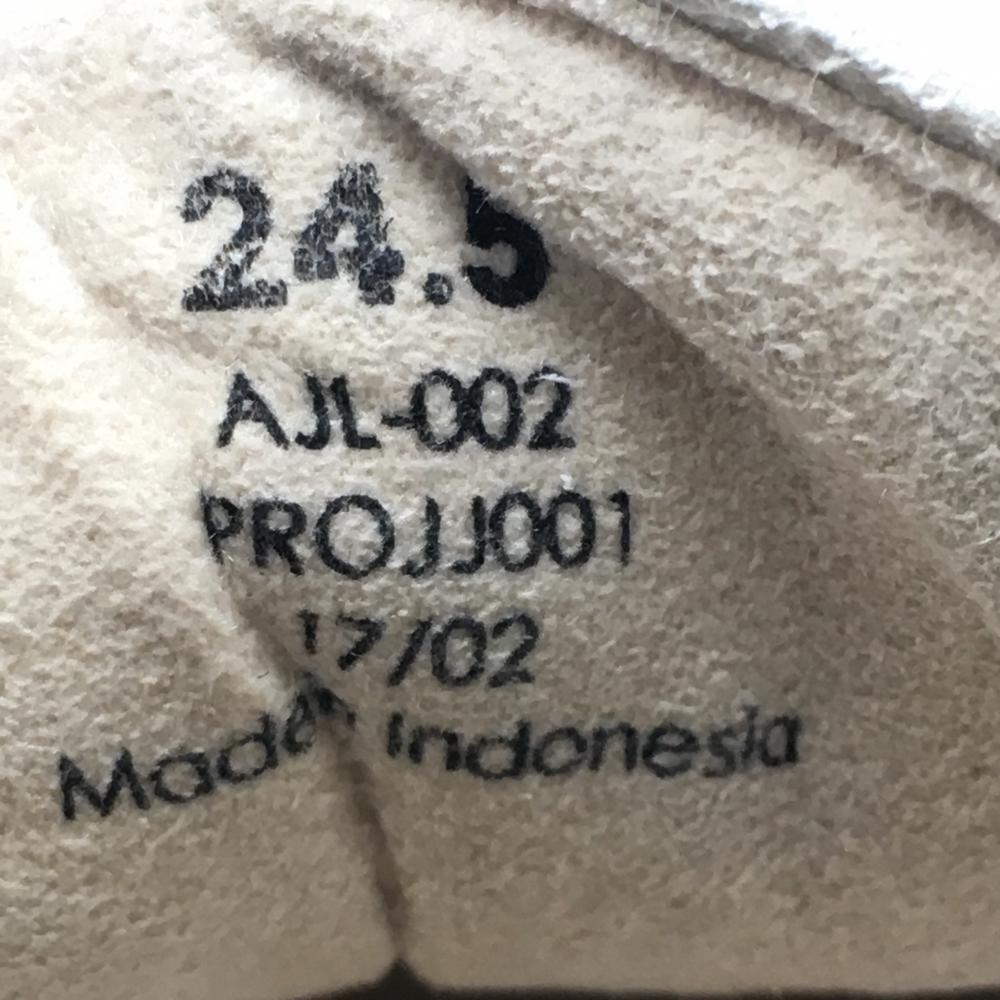 24.5
AJL-002
PROJJ001
17/02
Made in Indonesia